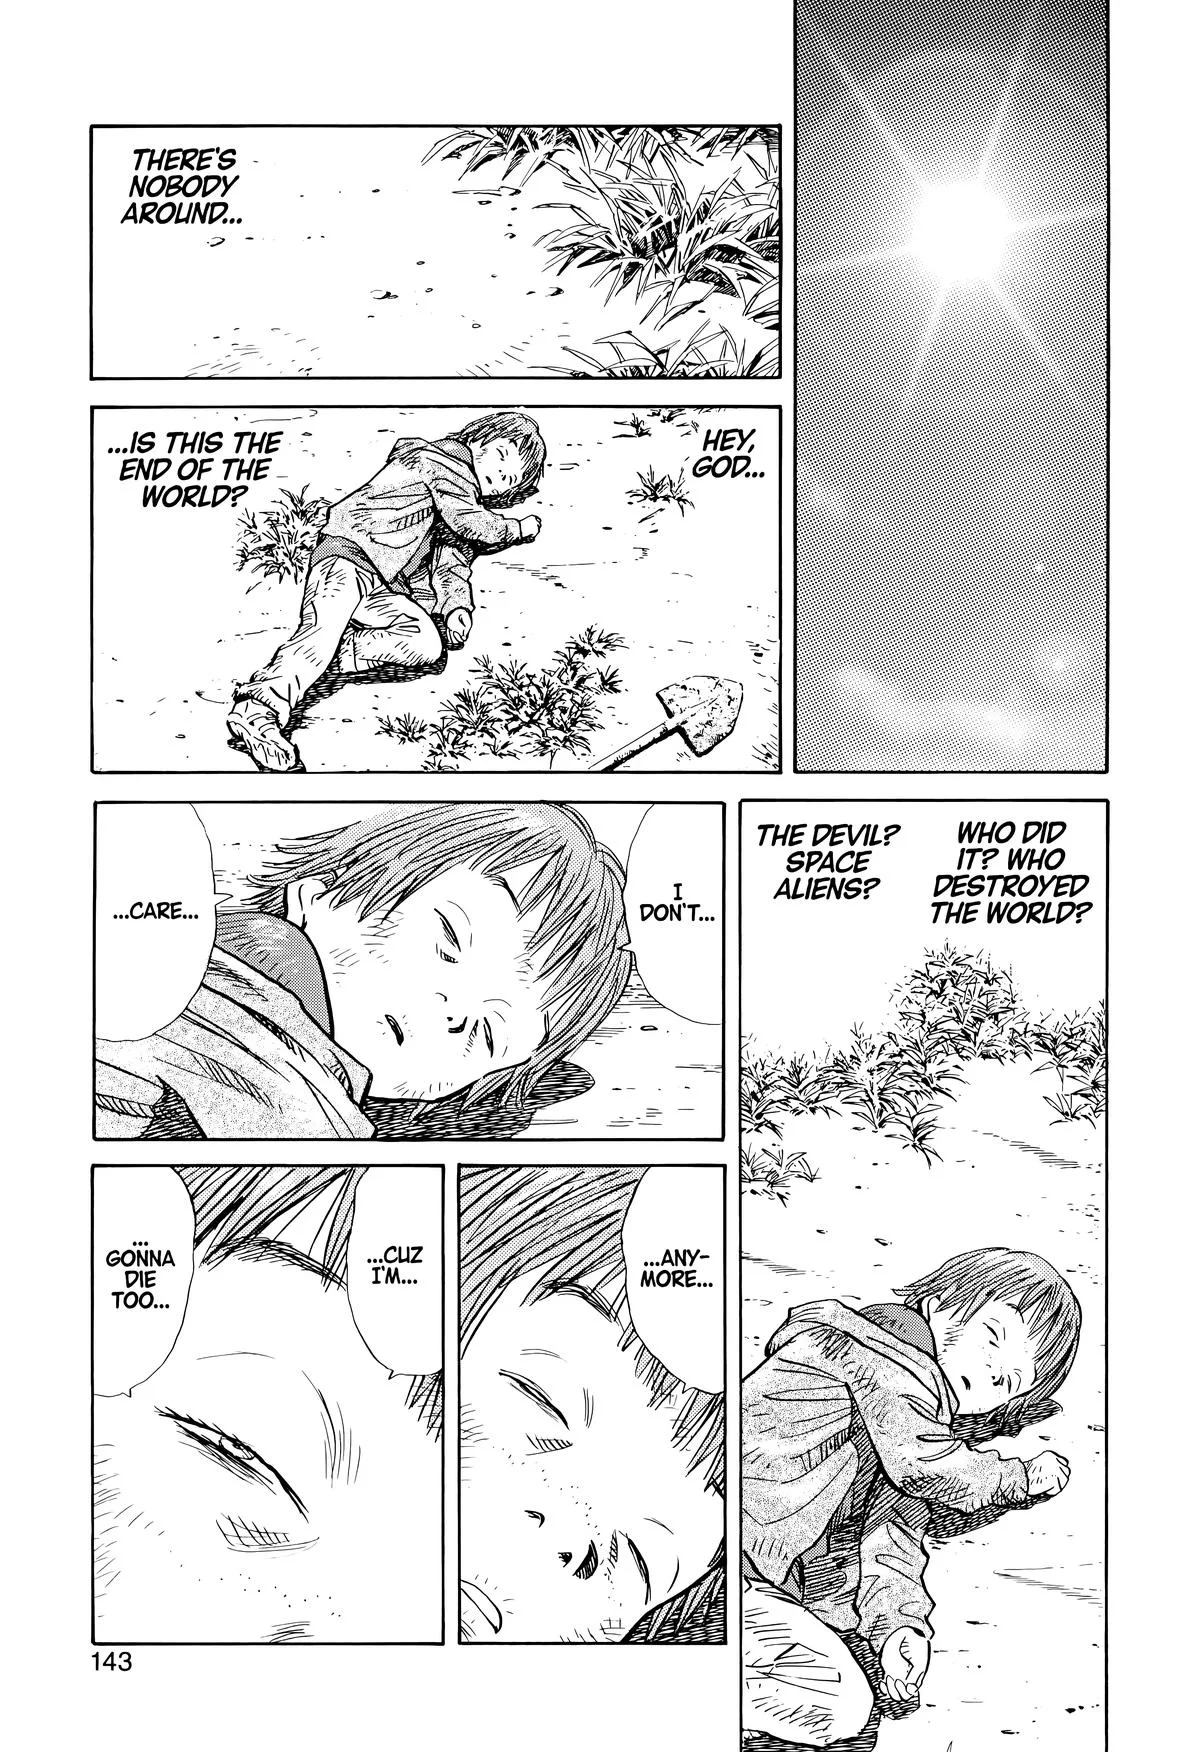 THERE'S
NOBODY
AROUND...
HEY,
GOD...
...IS THIS THE
END OF THE
WORLD?
WHO DID
IT? WHO
DESTROYED
THE WORLD?
THE DEVIL?
SPACE
ALIENS?
I
DON'T...
...CARE...
...ANY-
MORE...
...CUZ
I'M...
...
GONNA
DIE
TOO...
143